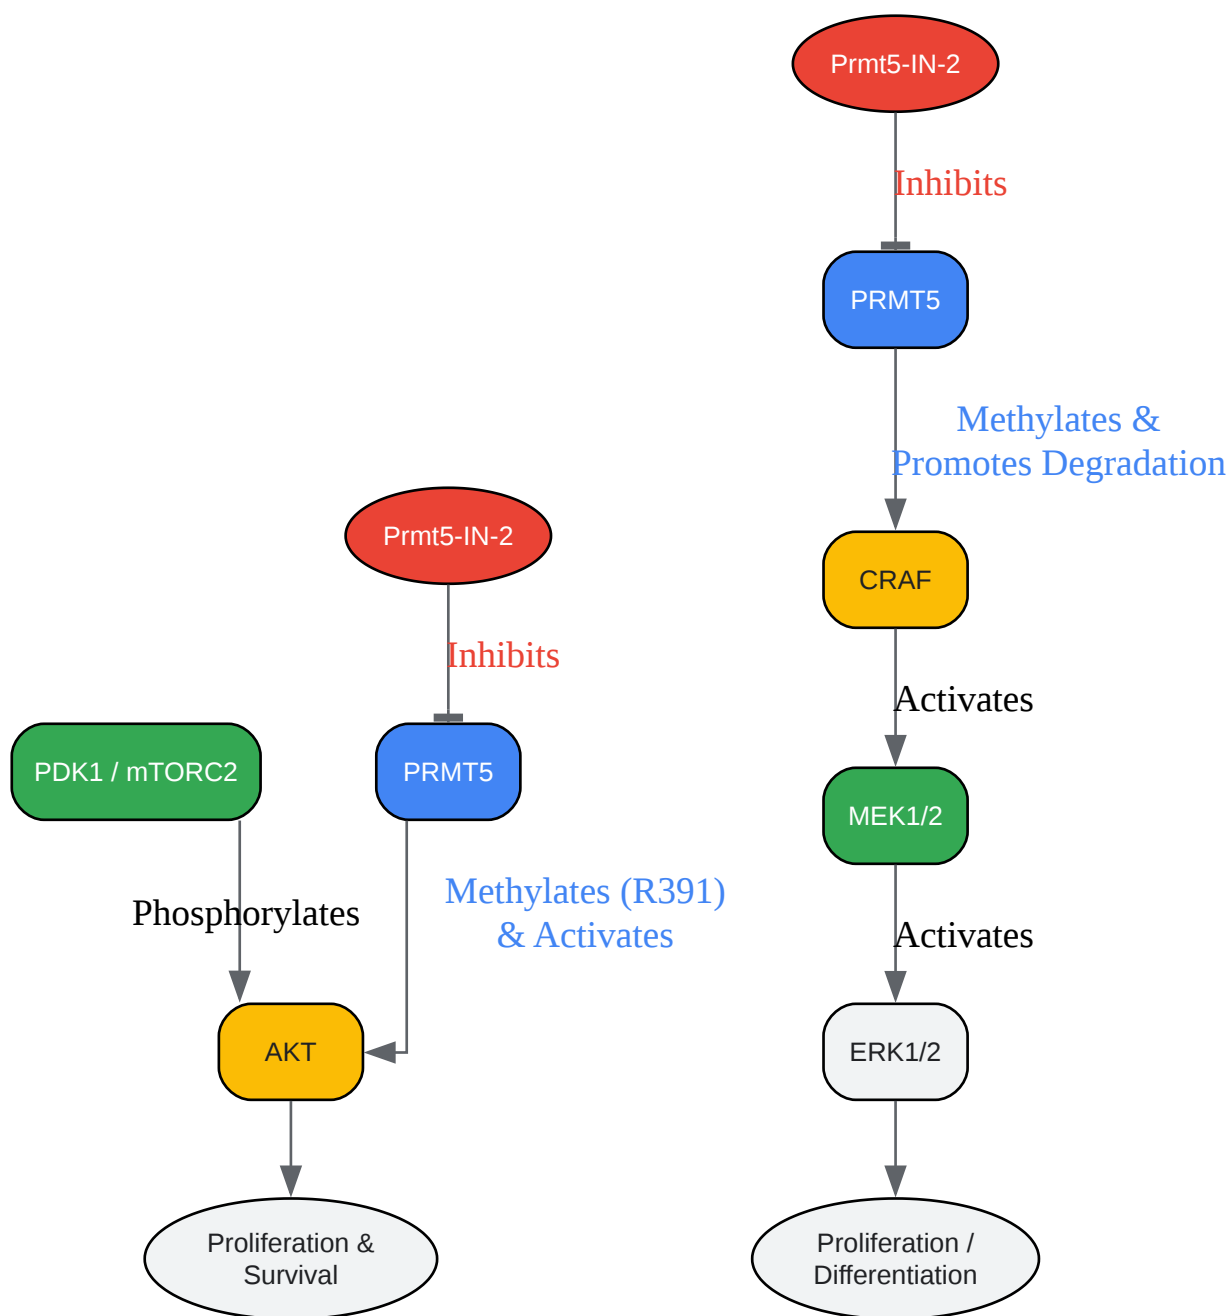 Prmt5-IN-2
Inhibits
PRMT5
Methylates &
Promotes Degradation
CRAF
Activates
MEK1/2
Activates
ERK1/2
Proliferation /
Differentiation
Prmt5-IN-2
Inhibits
PDK1 / mTORC2
PRMT5
Phosphorylates
Methylates (R391)
& Activates
AKT
Proliferation &
Survival